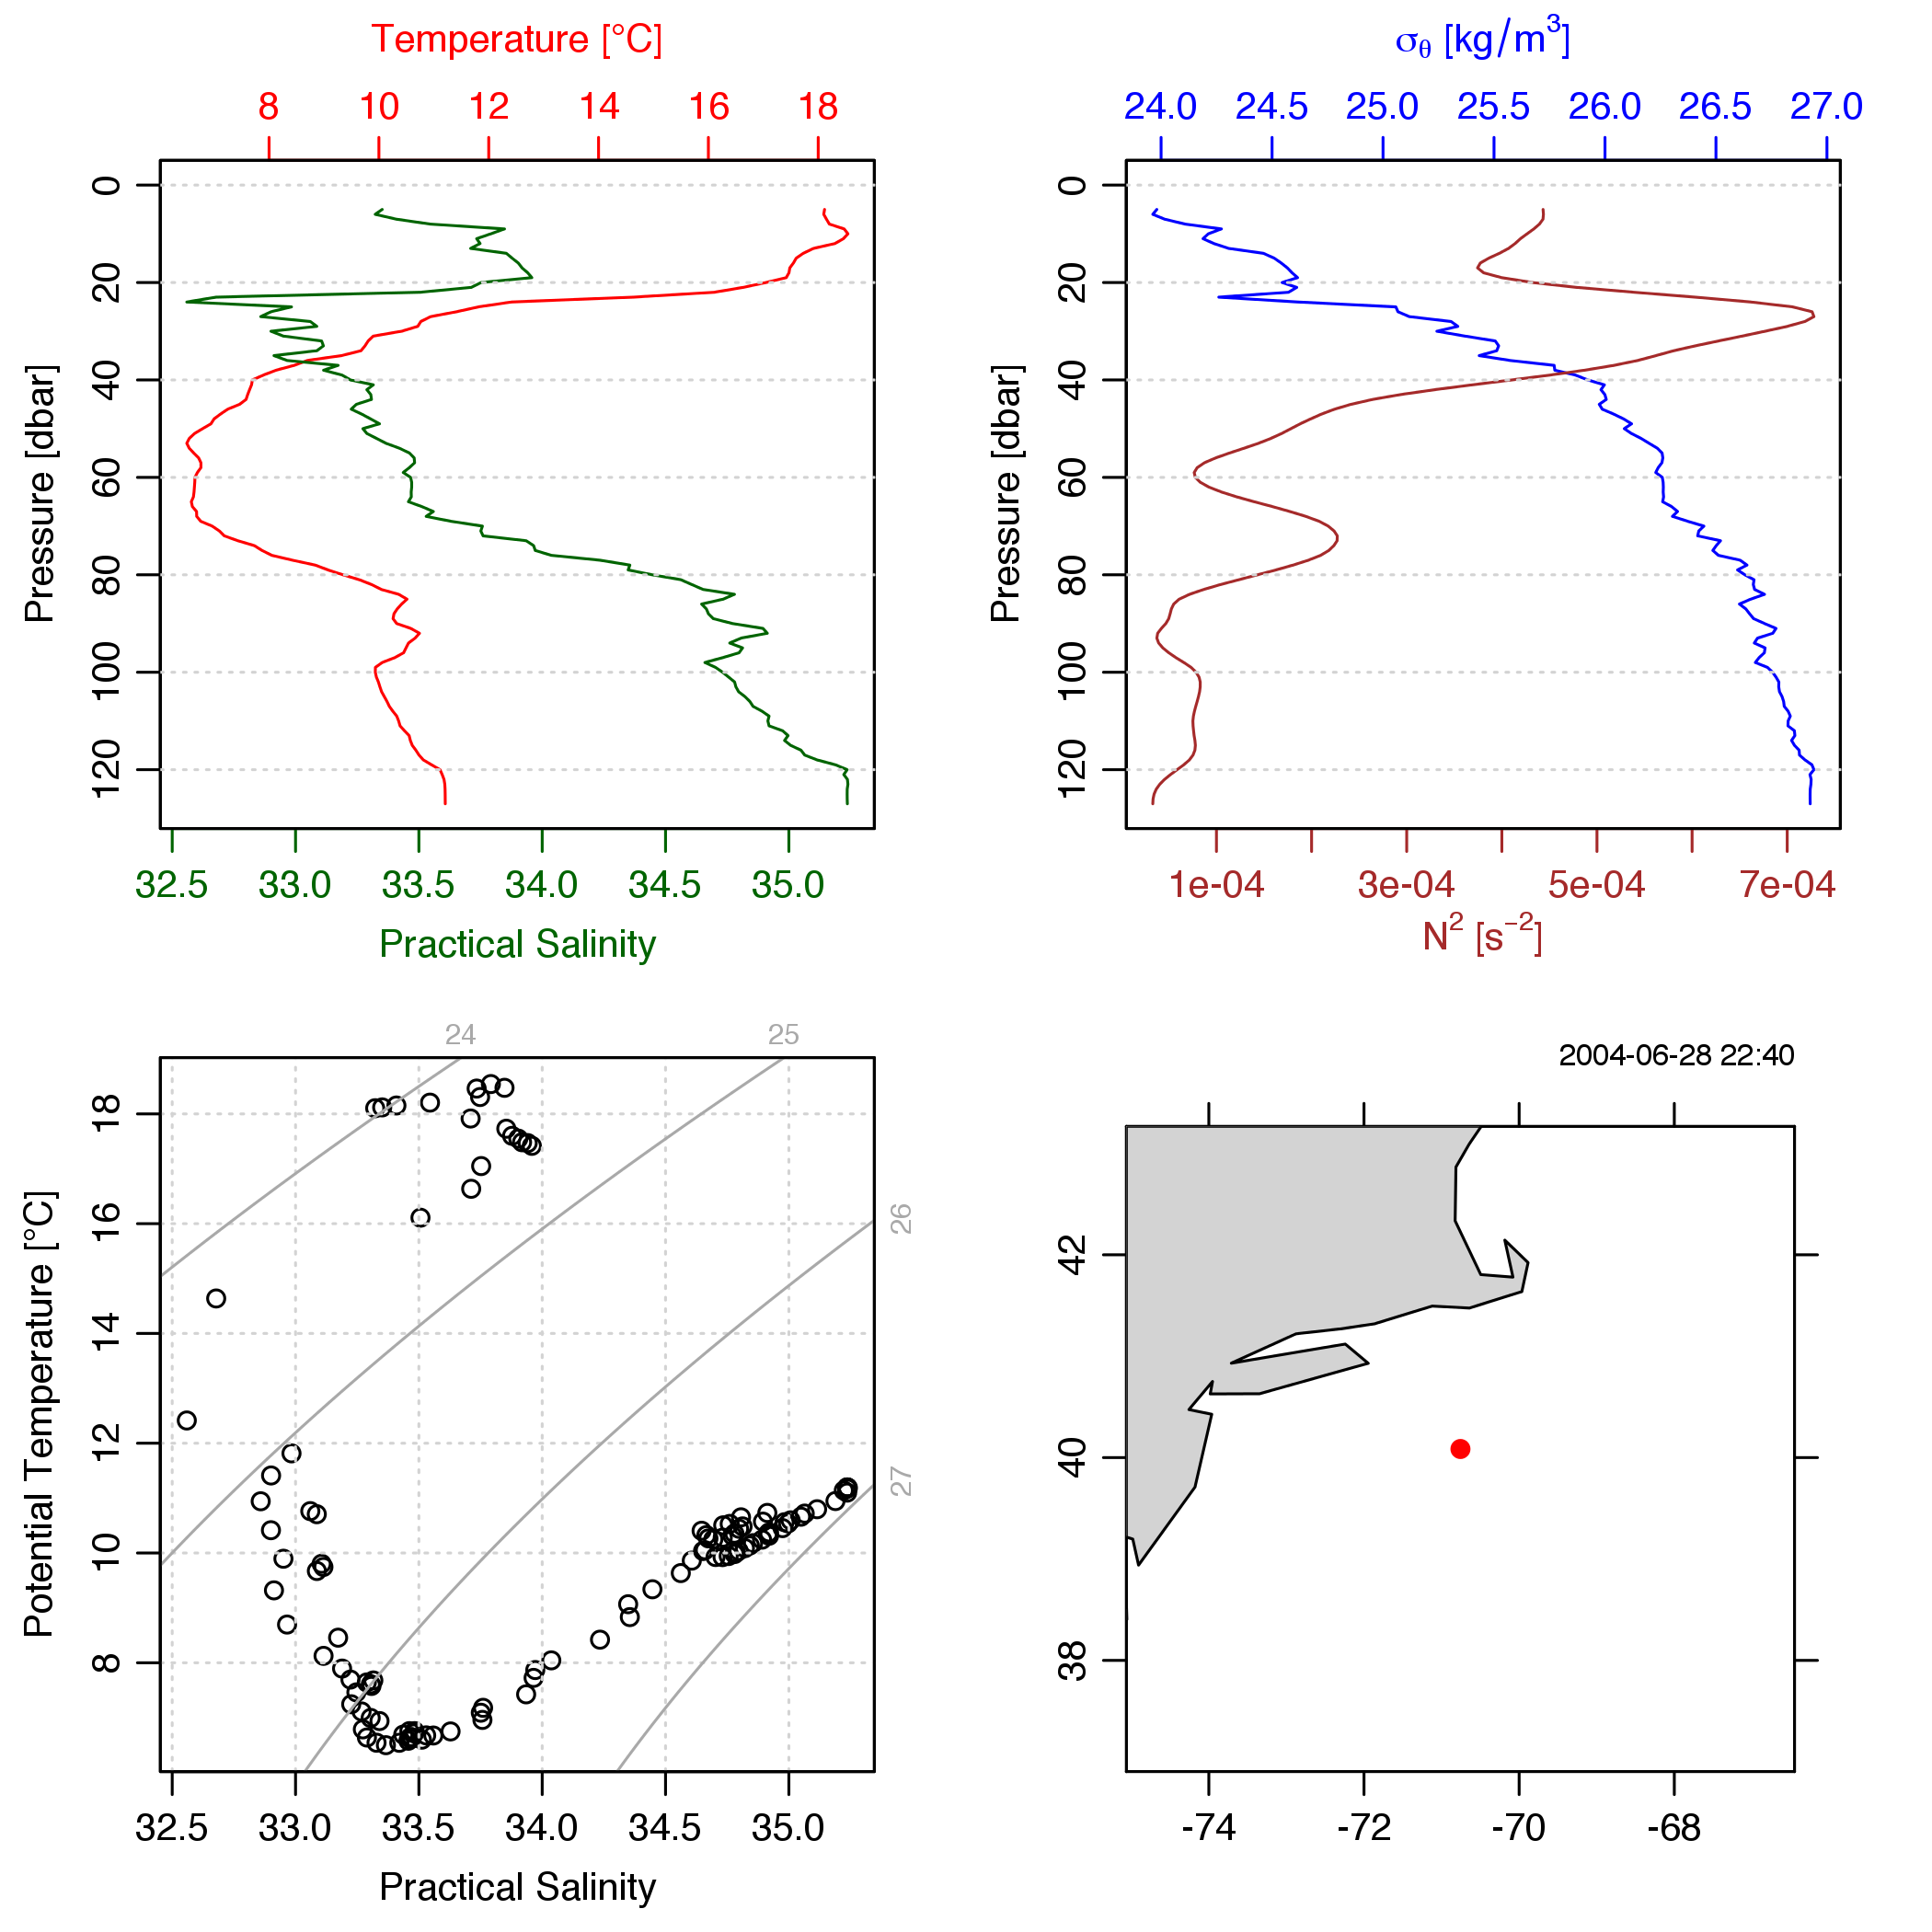 Temperature [°C]
8 10 12 14 16 18
0
20
40
60
80
100
120
Pressure [dbar]
32.5 33.0 33.5 34.0 34.5 35.0
Practical Salinity
σθ [kg/m³]
24.0 24.5 25.0 25.5 26.0 26.5 27.0
0
20
40
60
80
100
120
Pressure [dbar]
1e-04 3e-04 5e-04 7e-04
N² [s⁻²]
24 25
26
27
18
16
14
12
10
8
Potential Temperature [°C]
32.5 33.0 33.5 34.0 34.5 35.0
Practical Salinity
2004-06-28 22:40
42
40
38
-74 -72 -70 -68